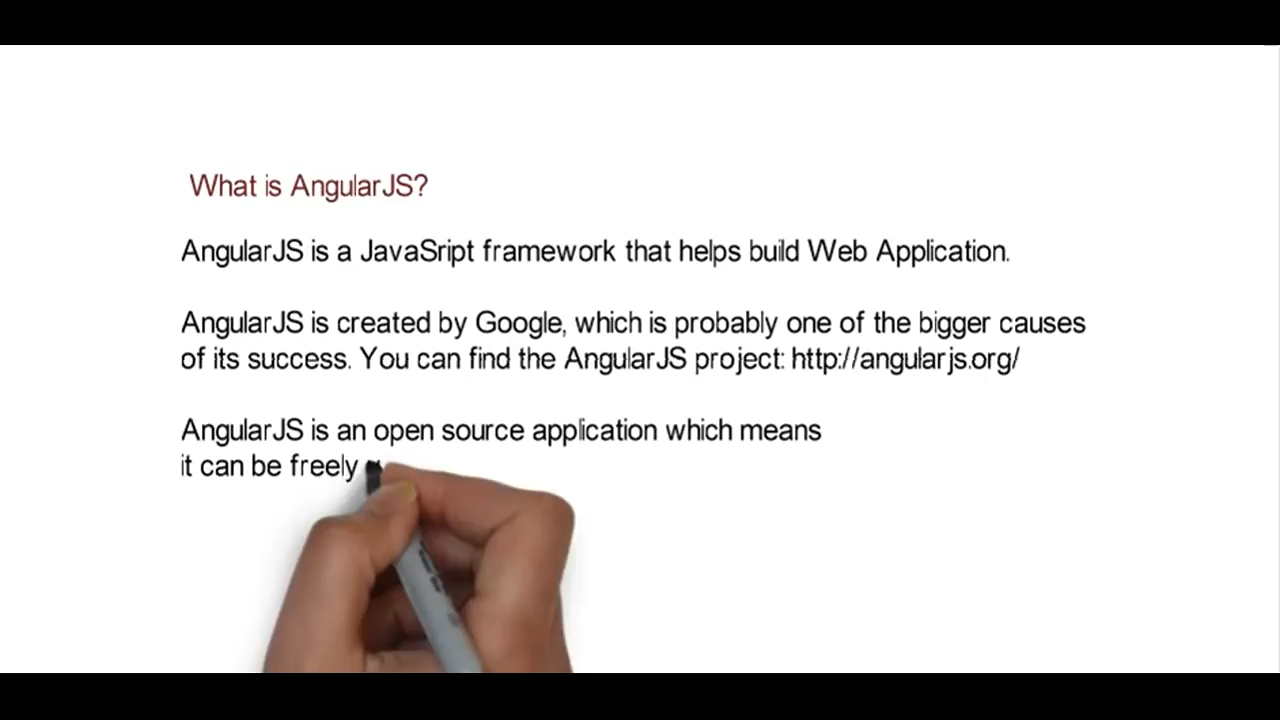 What is AngularJS?
AngularJS is a JavaSript framework that helps build Web Application.
AngularJS is created by Google, which is probably one of the bigger causes
of its success. You can find the AngularJS project: http://angularjs.org/
AngularJS is an open source application which means
it can be freely